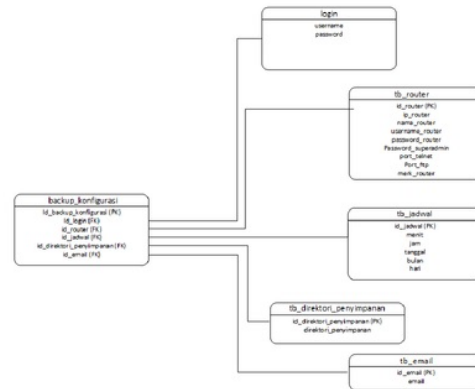 login
username
password
tb_router
id_router (PK)
ip_router
name_router
username_router
password_router
Password_superadmin
port_telnet
Port_ftp
merk_router
backup_konfigurasi
Id_backup_konfigurasi (PK)
Id_login (FK)
id_router (FK)
id_jadwal (FK)
id_direktori_penyimpanan (FK)
id_email (FK)
tb_jadwal
id_jadwal (PK)
menit
jam
tanggal
bulan
hari
tb_direktori_penyimpanan
id_direktori_penyimpanan (PK)
direktori_penyimpanan
tb_email
id_email (PK)
email